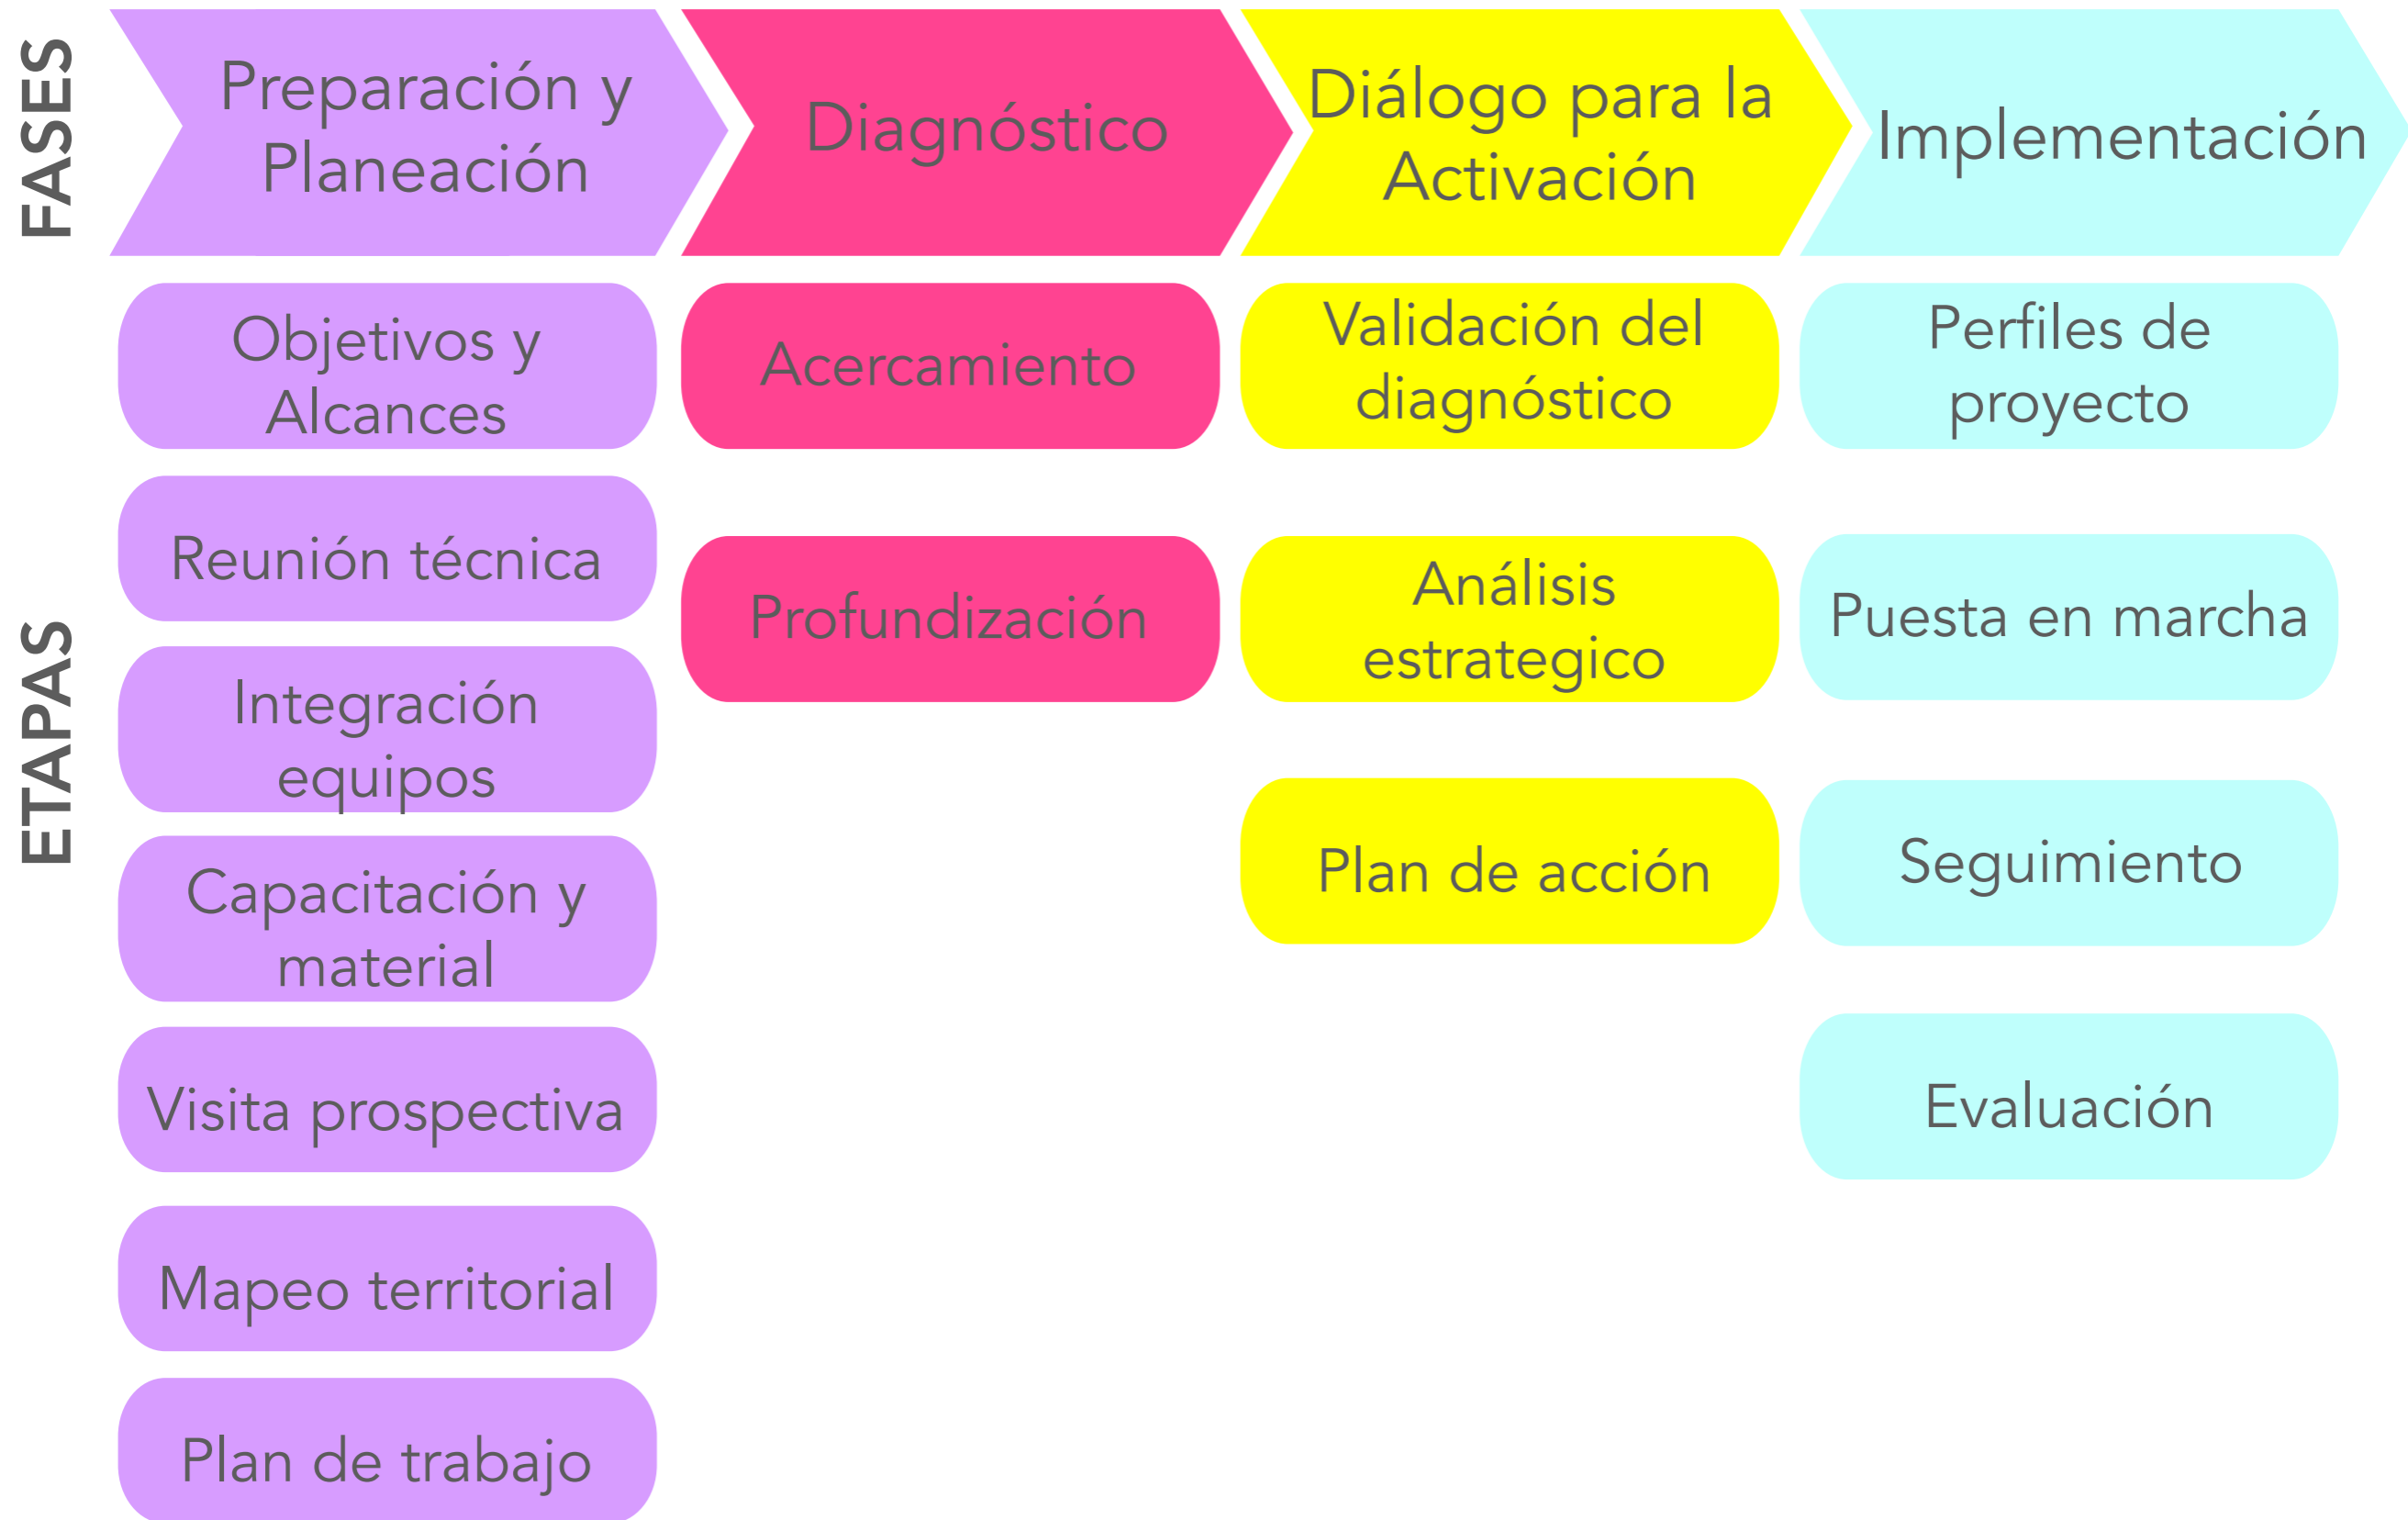 FASES
Preparación y
Planeación
Diagnóstico
Diálogo para la
Activación
Implementación
ETAPAS
Objetivos y
Alcances
Reunión técnica
Integración
equipos
Capacitación y
material
Visita prospectiva
Mapeo territorial
Plan de trabajo
Acercamiento
Profundización
Validación del
diagnóstico
Análisis
estrategico
Plan de acción
Perfiles de
proyecto
Puesta en marcha
Seguimiento
Evaluación